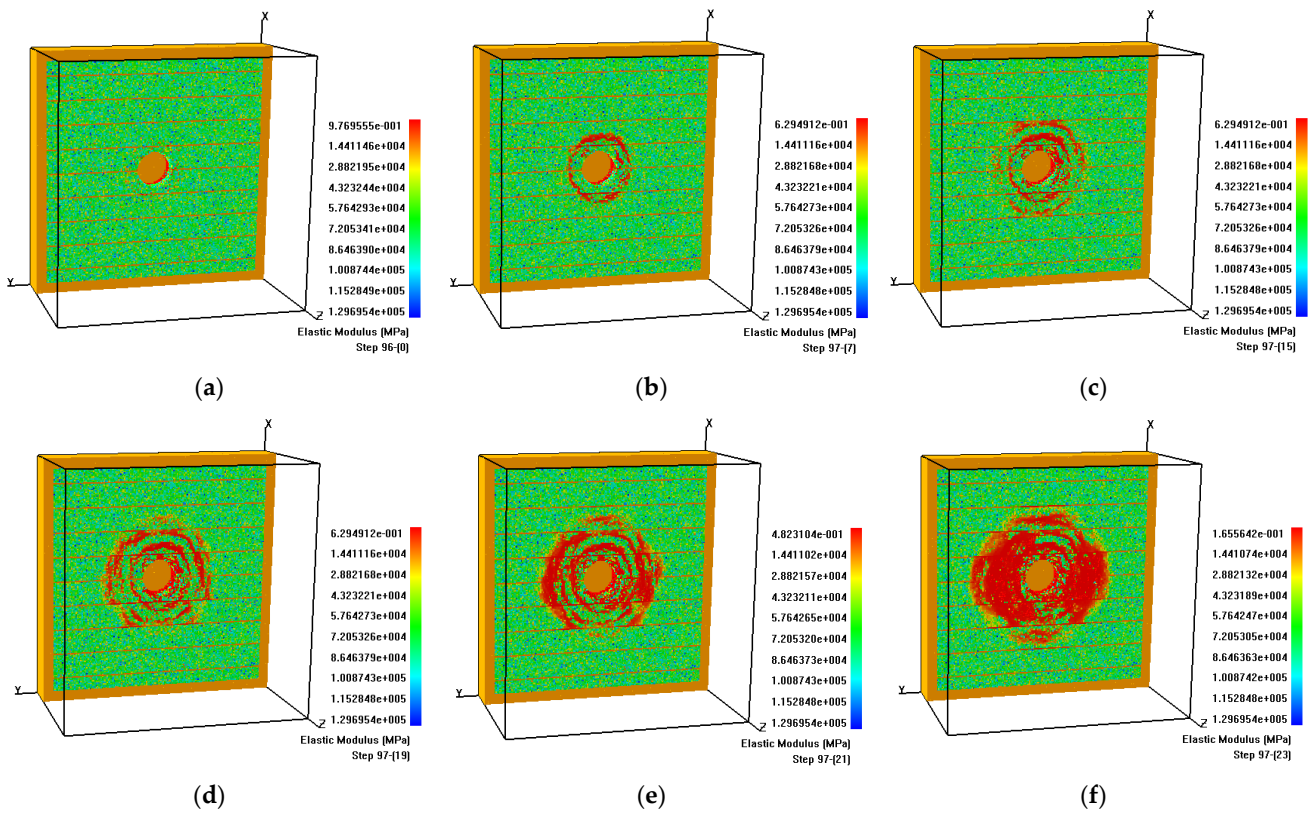 X
Y
Z
9.769555e-001
1.441146e+004
2.882195e+004
4.323244e+004
5.764293e+004
7.205341e+004
8.646390e+004
1.008744e+005
1.152849e+005
1.296954e+005
Elastic Modulus (MPa)
Step 96-(0)
(a)
X
Y
Z
6.294912e-001
1.441116e+004
2.882168e+004
4.323221e+004
5.764273e+004
7.205326e+004
8.646379e+004
1.008743e+005
1.152848e+005
1.296954e+005
Elastic Modulus (MPa)
Step 97-(7)
(b)
X
Y
Z
6.294912e-001
1.441116e+004
2.882168e+004
4.323221e+004
5.764273e+004
7.205326e+004
8.646379e+004
1.008743e+005
1.152848e+005
1.296954e+005
Elastic Modulus (MPa)
Step 97-(15)
(c)
X
Y
Z
6.294912e-001
1.441116e+004
2.882168e+004
4.323221e+004
5.764273e+004
7.205326e+004
8.646379e+004
1.008743e+005
1.152848e+005
1.296954e+005
Elastic Modulus (MPa)
Step 97-(19)
(d)
X
Y
Z
4.823104e-001
1.441102e+004
2.882157e+004
4.323211e+004
5.764265e+004
7.205320e+004
8.646374e+004
1.008743e+005
1.152848e+005
1.296954e+005
Elastic Modulus (MPa)
Step 97-(21)
(e)
X
Y
Z
1.655642e-001
1.441074e+004
2.882132e+004
4.323189e+004
5.764247e+004
7.205305e+004
8.646363e+004
1.008742e+005
1.152848e+005
1.296954e+005
Elastic Modulus (MPa)
Step 97-(23)
(f)